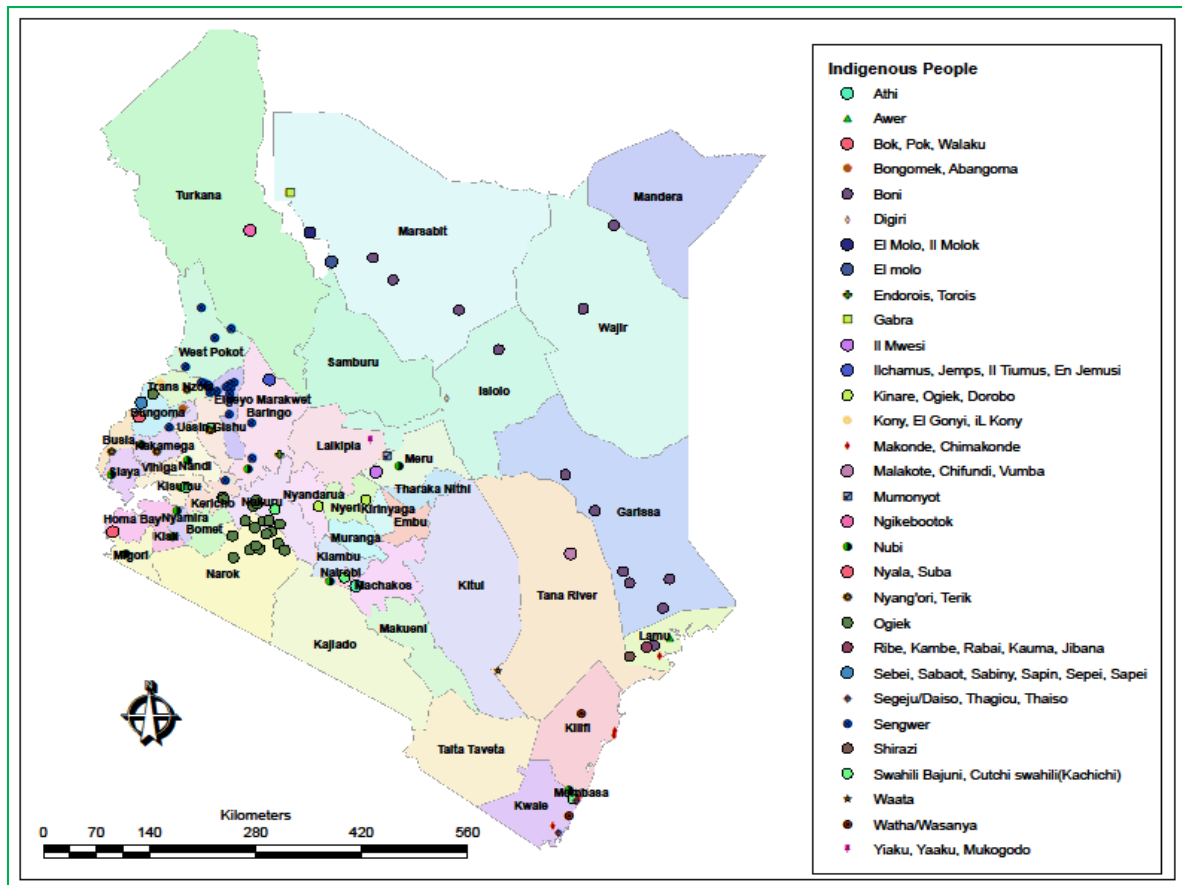 Turkana
Mandera
Marsabit
Wajir
West Pokot
Samburu
Isiolo
Trans Nzoia
Elgeyo Marakwet
Bungoma
Baringo
Uasin Gishu
Busia
Kakamega
Laikipia
Meru
Siaya
Vihiga
Nandi
Kisumu
Tharaka Nithi
Nyandarua
Kericho
Nakuru
Nyeri
Kirinyaga
Garissa
Homa Bay
Nyamira
Embu
Kisii
Bomet
Muranga
Migori
Kiambu
Narok
Nairobi
Machakos
Kitui
Tana River
Lamu
Makueni
Kajiado
Kilifi
Taita Taveta
Mombasa
Kwale
N
Kilometers
0 70 140 280 420 560
Indigenous People
Athi
Awer
Bok, Pok, Walaku
Bongomek, Abangoma
Boni
Digiri
El Molo, Il Molok
El molo
Endorois, Torois
Gabra
Il Mwesi
Ilchamus, Jemps, Il Tiumus, En Jemusi
Kinare, Ogiek, Dorobo
Kony, El Gonyi, iL Kony
Makonde, Chimakonde
Malakote, Chifundi, Vumba
Mumonyot
Ngikebootok
Nubi
Nyala, Suba
Nyang'ori, Terik
Ogiek
Ribe, Kambe, Rabai, Kauma, Jibana
Sebei, Sabaot, Sabiny, Sapin, Sepei, Sapei
Segeju/Daiso, Thagicu, Thaiso
Sengwer
Shirazi
Swahili Bajuni, Cutchi swahili(Kachichi)
Waata
Watha/Wasanya
Yiaku, Yaaku, Mukogodo